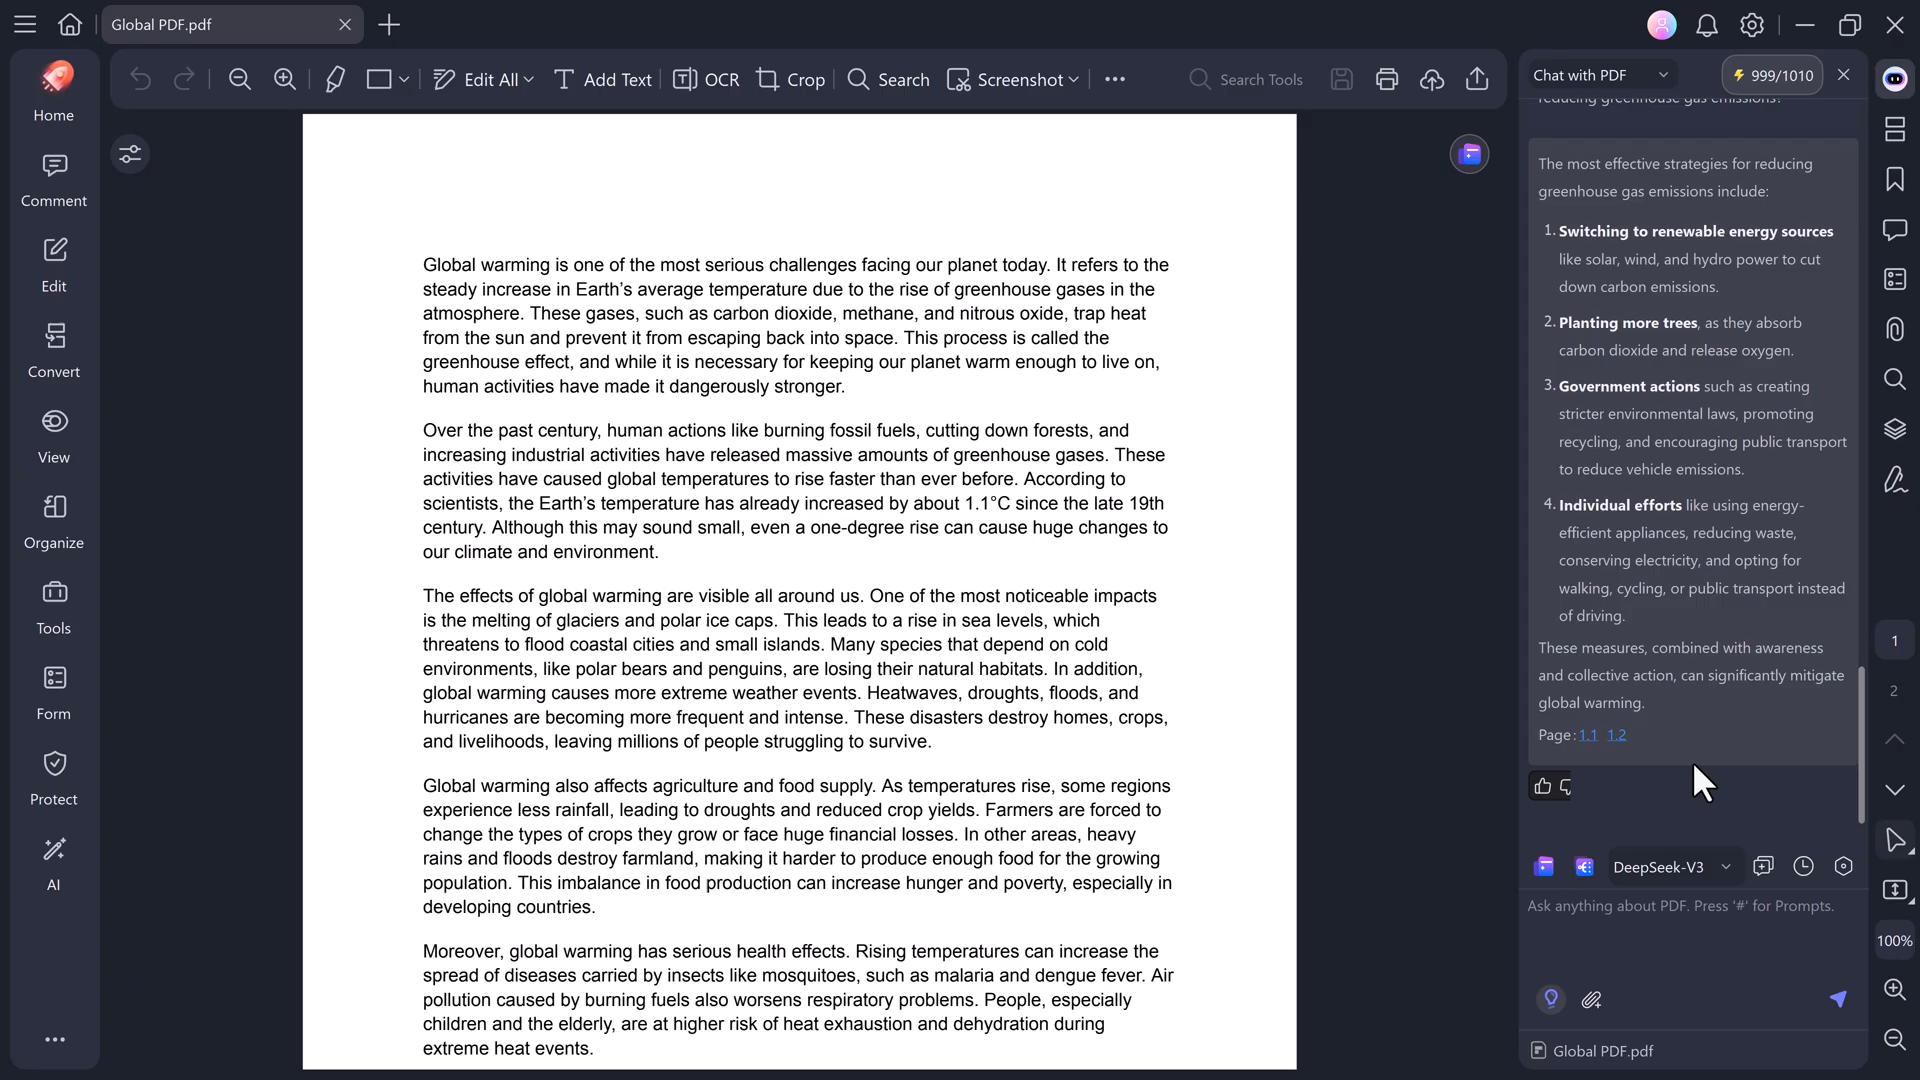 Global PDF.pdf
Edit All
Add Text
OCR
Crop
Search
Screenshot
Search Tools
Home
Comment
Edit
Convert
View
Organize
Tools
Form
Protect
AI
Global warming is one of the most serious challenges facing our planet today. It refers to the
steady increase in Earth's average temperature due to the rise of greenhouse gases in the
atmosphere. These gases, such as carbon dioxide, methane, and nitrous oxide, trap heat
from the sun and prevent it from escaping back into space. This process is called the
greenhouse effect, and while it is necessary for keeping our planet warm enough to live on,
human activities have made it dangerously stronger.
Over the past century, human actions like burning fossil fuels, cutting down forests, and
increasing industrial activities have released massive amounts of greenhouse gases. These
activities have caused global temperatures to rise faster than ever before. According to
scientists, the Earth's temperature has already increased by about 1.1°C since the late 19th
century. Although this may sound small, even a one-degree rise can cause huge changes to
our climate and environment.
The effects of global warming are visible all around us. One of the most noticeable impacts
is the melting of glaciers and polar ice caps. This leads to a rise in sea levels, which
threatens to flood coastal cities and small islands. Many species that depend on cold
environments, like polar bears and penguins, are losing their natural habitats. In addition,
global warming causes more extreme weather events. Heatwaves, droughts, floods, and
hurricanes are becoming more frequent and intense. These disasters destroy homes, crops,
and livelihoods, leaving millions of people struggling to survive.
Global warming also affects agriculture and food supply. As temperatures rise, some regions
experience less rainfall, leading to droughts and reduced crop yields. Farmers are forced to
change the types of crops they grow or face huge financial losses. In other areas, heavy
rains and floods destroy farmland, making it harder to produce enough food for the growing
population. This imbalance in food production can increase hunger and poverty, especially in
developing countries.
Moreover, global warming has serious health effects. Rising temperatures can increase the
spread of diseases carried by insects like mosquitoes, such as malaria and dengue fever. Air
pollution caused by burning fuels also worsens respiratory problems. People, especially
children and the elderly, are at higher risk of heat exhaustion and dehydration during
extreme heat events.
Chat with PDF
999/1010
reducing greenhouse gas emissions?
The most effective strategies for reducing
greenhouse gas emissions include:
1. Switching to renewable energy sources
like solar, wind, and hydro power to cut
down carbon emissions.
2. Planting more trees, as they absorb
carbon dioxide and release oxygen.
3. Government actions such as creating
stricter environmental laws, promoting
recycling, and encouraging public transport
to reduce vehicle emissions.
4. Individual efforts like using energy-
efficient appliances, reducing waste,
conserving electricity, and opting for
walking, cycling, or public transport instead
of driving.
These measures, combined with awareness
and collective action, can significantly mitigate
global warming.
Page: 1.1 1.2
DeepSeek-V3
Ask anything about PDF. Press '#' for Prompts.
Global PDF.pdf
1
2
100%